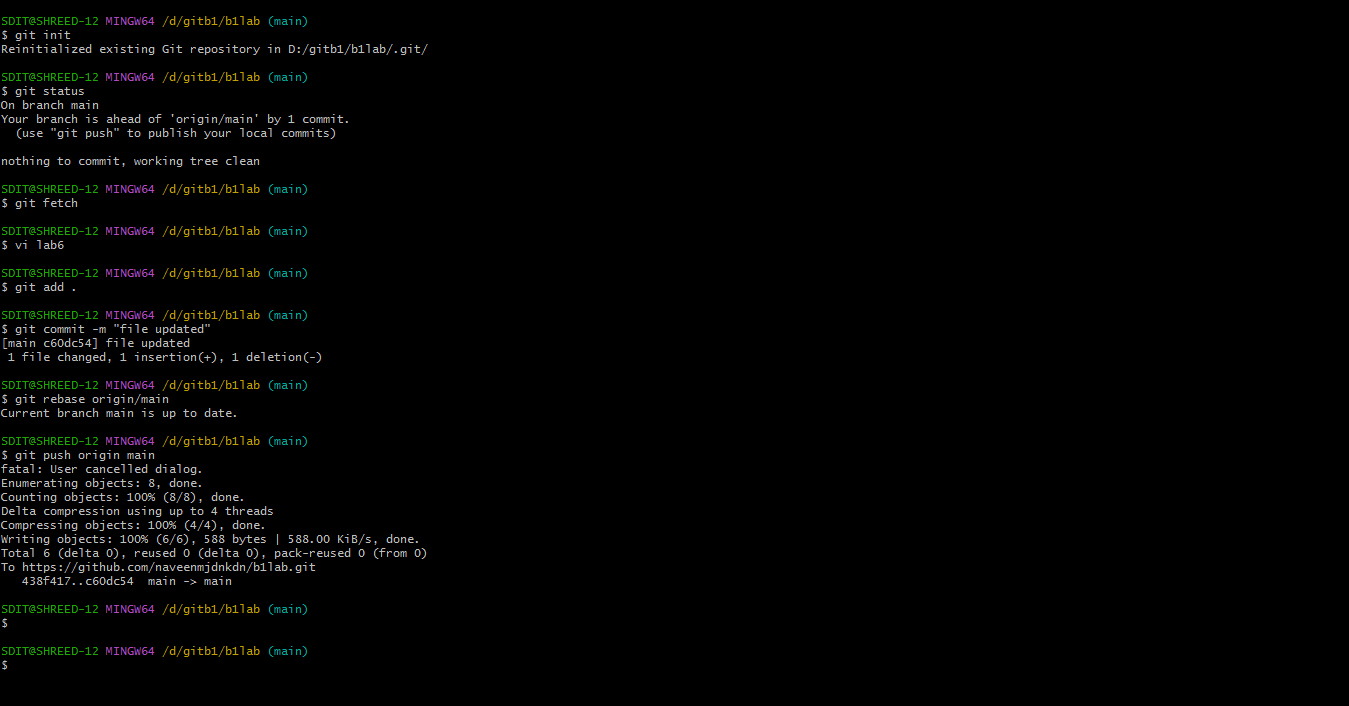 SDIT@SHREED-12 MINGW64 /d/gitb1/b1lab (main)
$ git init
Reinitialized existing Git repository in D:/gitb1/b1lab/.git/
SDIT@SHREED-12 MINGW64 /d/gitb1/b1lab (main)
$ git status
On branch main
Your branch is ahead of 'origin/main' by 1 commit.
  (use "git push" to publish your local commits)
nothing to commit, working tree clean
SDIT@SHREED-12 MINGW64 /d/gitb1/b1lab (main)
$ git fetch
SDIT@SHREED-12 MINGW64 /d/gitb1/b1lab (main)
$ vi lab6
SDIT@SHREED-12 MINGW64 /d/gitb1/b1lab (main)
$ git add .
SDIT@SHREED-12 MINGW64 /d/gitb1/b1lab (main)
$ git commit -m "file updated"
[main c60dc54] file updated
 1 file changed, 1 insertion(+), 1 deletion(-)
SDIT@SHREED-12 MINGW64 /d/gitb1/b1lab (main)
$ git rebase origin/main
Current branch main is up to date.
SDIT@SHREED-12 MINGW64 /d/gitb1/b1lab (main)
$ git push origin main
fatal: User cancelled dialog.
Enumerating objects: 8, done.
Counting objects: 100% (8/8), done.
Delta compression using up to 4 threads
Compressing objects: 100% (4/4), done.
Writing objects: 100% (6/6), 588 bytes | 588.00 KiB/s, done.
Total 6 (delta 0), reused 0 (delta 0), pack-reused 0 (from 0)
To https://github.com/naveenmjdnkdn/b1lab.git
   438f417..c60dc54  main -> main
SDIT@SHREED-12 MINGW64 /d/gitb1/b1lab (main)
$
SDIT@SHREED-12 MINGW64 /d/gitb1/b1lab (main)
$